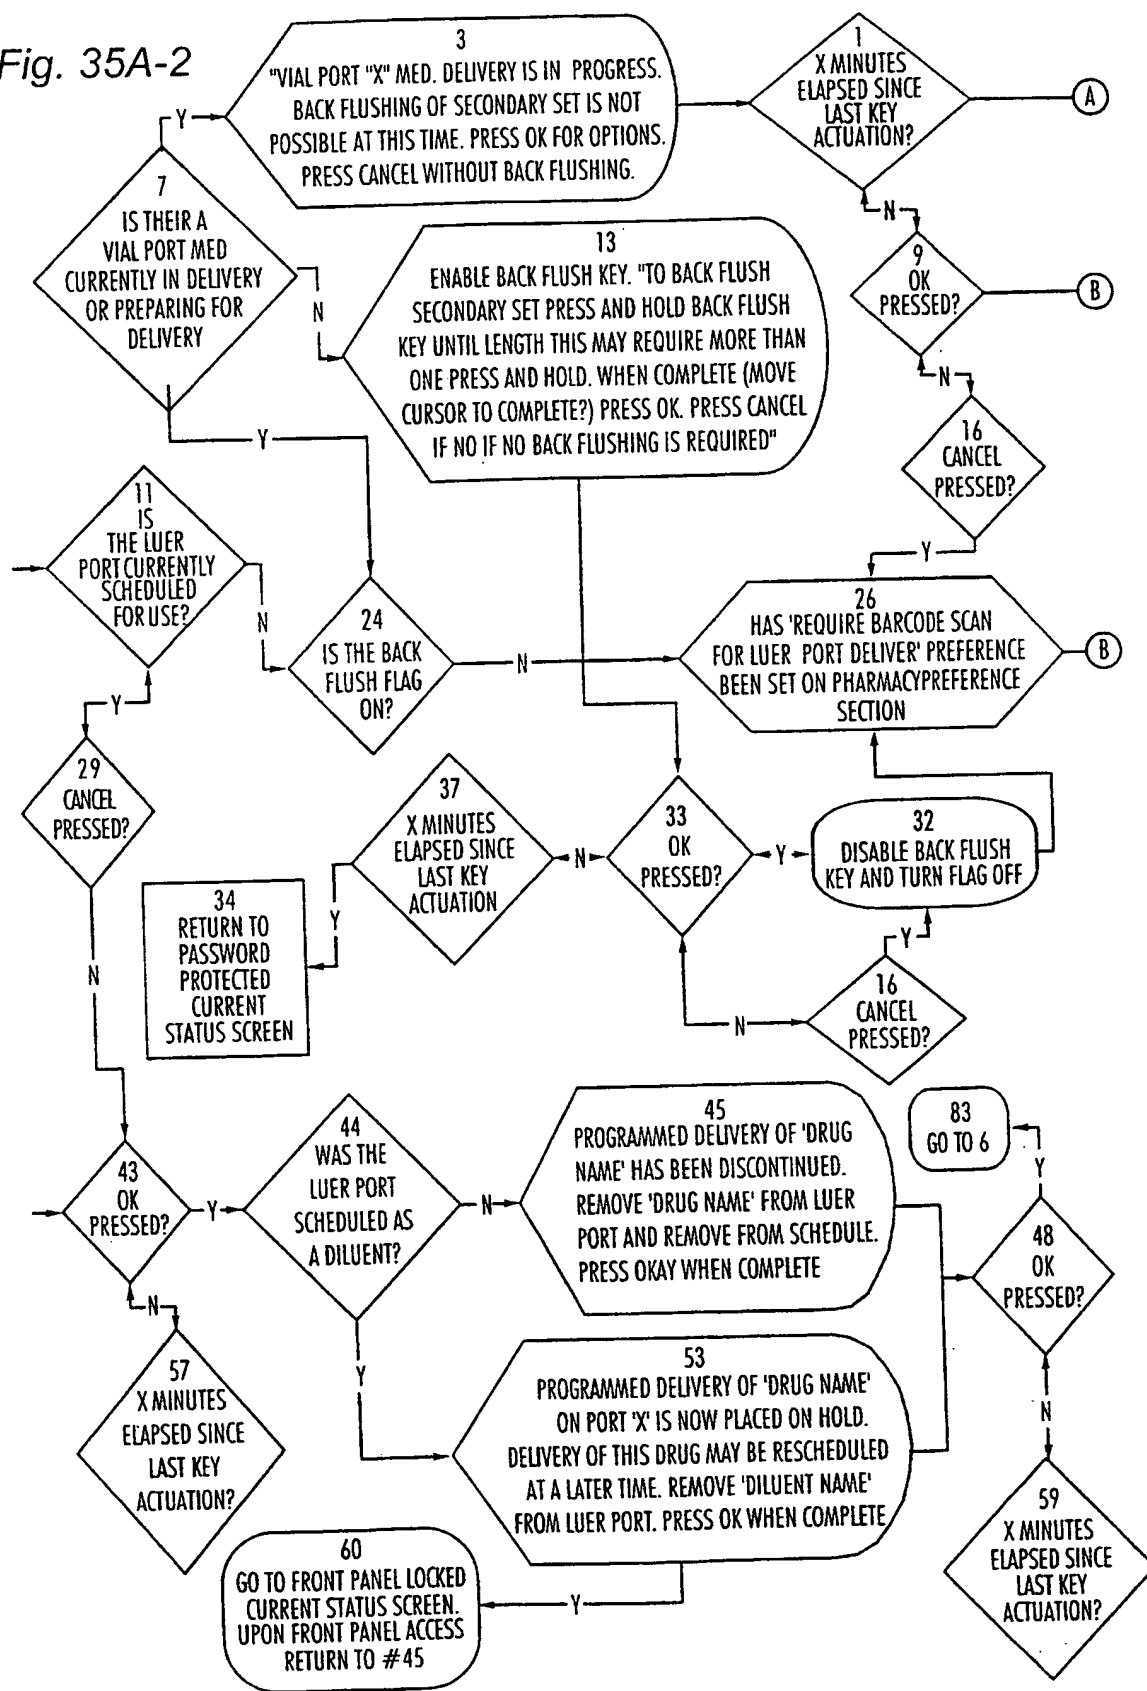 Fig. 35A-2
3
"VIAL PORT "X" MED. DELIVERY IS IN PROGRESS.
BACK FLUSHING OF SECONDARY SET IS NOT
POSSIBLE AT THIS TIME. PRESS OK FOR OPTIONS.
PRESS CANCEL WITHOUT BACK FLUSHING.
1
X MINUTES
ELAPSED SINCE
LAST KEY
ACTUATION?
A
Y
N
7
IS THEIR A
VIAL PORT MED
CURRENTLY IN DELIVERY
OR PREPARING FOR
DELIVERY
N
Y
13
ENABLE BACK FLUSH KEY. "TO BACK FLUSH
SECONDARY SET PRESS AND HOLD BACK FLUSH
KEY UNTIL LENGTH THIS MAY REQUIRE MORE THAN
ONE PRESS AND HOLD. WHEN COMPLETE (MOVE
CURSOR TO COMPLETE?) PRESS OK. PRESS CANCEL
IF NO IF NO BACK FLUSHING IS REQUIRED"
9
OK
PRESSED?
B
N
16
CANCEL
PRESSED?
Y
11
IS
THE LUER
PORT CURRENTLY
SCHEDULED
FOR USE?
N
Y
24
IS THE BACK
FLUSH FLAG
ON?
N
26
HAS 'REQUIRE BARCODE SCAN
FOR LUER PORT DELIVER' PREFERENCE
BEEN SET ON PHARMACYPREFERENCE
SECTION
B
29
CANCEL
PRESSED?
N
37
X MINUTES
ELAPSED SINCE
LAST KEY
ACTUATION
N
Y
33
OK
PRESSED?
Y
N
32
DISABLE BACK FLUSH
KEY AND TURN FLAG OFF
Y
16
CANCEL
PRESSED?
34
RETURN TO
PASSWORD
PROTECTED
CURRENT
STATUS SCREEN
43
OK
PRESSED?
Y
N
44
WAS THE
LUER PORT
SCHEDULED AS
A DILUENT?
N
Y
45
PROGRAMMED DELIVERY OF 'DRUG
NAME' HAS BEEN DISCONTINUED.
REMOVE 'DRUG NAME' FROM LUER
PORT AND REMOVE FROM SCHEDULE.
PRESS OKAY WHEN COMPLETE
83
GO TO 6
Y
48
OK
PRESSED?
N
57
X MINUTES
ELAPSED SINCE
LAST KEY
ACTUATION?
53
PROGRAMMED DELIVERY OF 'DRUG NAME'
ON PORT 'X' IS NOW PLACED ON HOLD.
DELIVERY OF THIS DRUG MAY BE RESCHEDULED
AT A LATER TIME. REMOVE 'DILUENT NAME'
FROM LUER PORT. PRESS OK WHEN COMPLETE
Y
59
X MINUTES
ELAPSED SINCE
LAST KEY
ACTUATION?
60
GO TO FRONT PANEL LOCKED
CURRENT STATUS SCREEN.
UPON FRONT PANEL ACCESS
RETURN TO #45